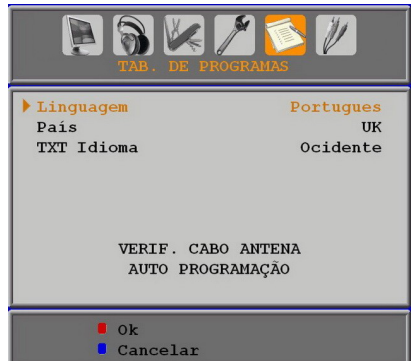 TAB. DE PROGRAMAS
Linguagem Portugues
País UK
TXT Idioma Ocidente
VERIF. CABO ANTENA
AUTO PROGRAMAÇÃO
Ok
Cancelar